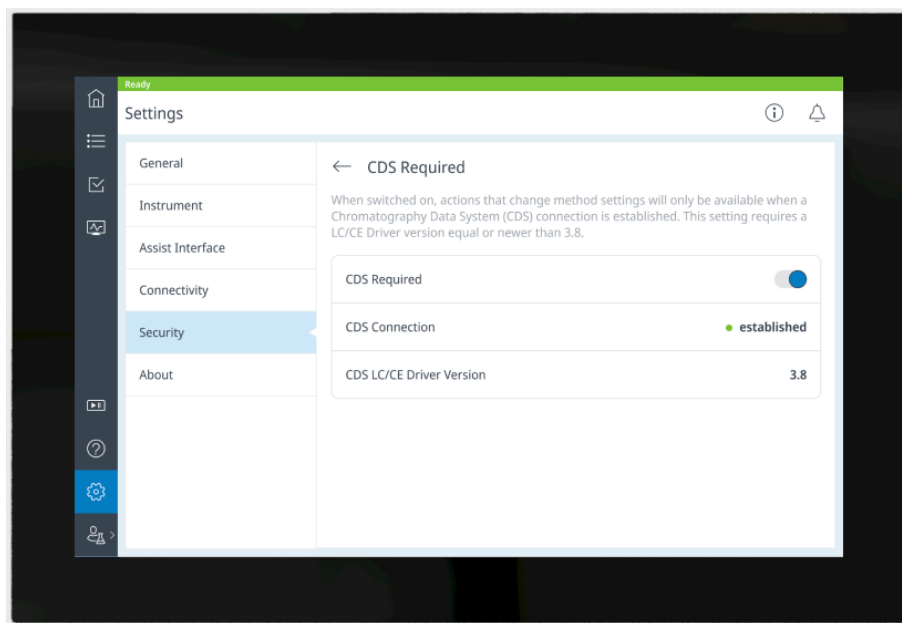 Ready
Settings
General
Instrument
Assist Interface
Connectivity
Security
About
CDS Required
When switched on, actions that change method settings will only be available when a
Chromatography Data System (CDS) connection is established. This setting requires a
LC/CE Driver version equal or newer than 3.8.
CDS Required
CDS Connection
established
CDS LC/CE Driver Version
3.8